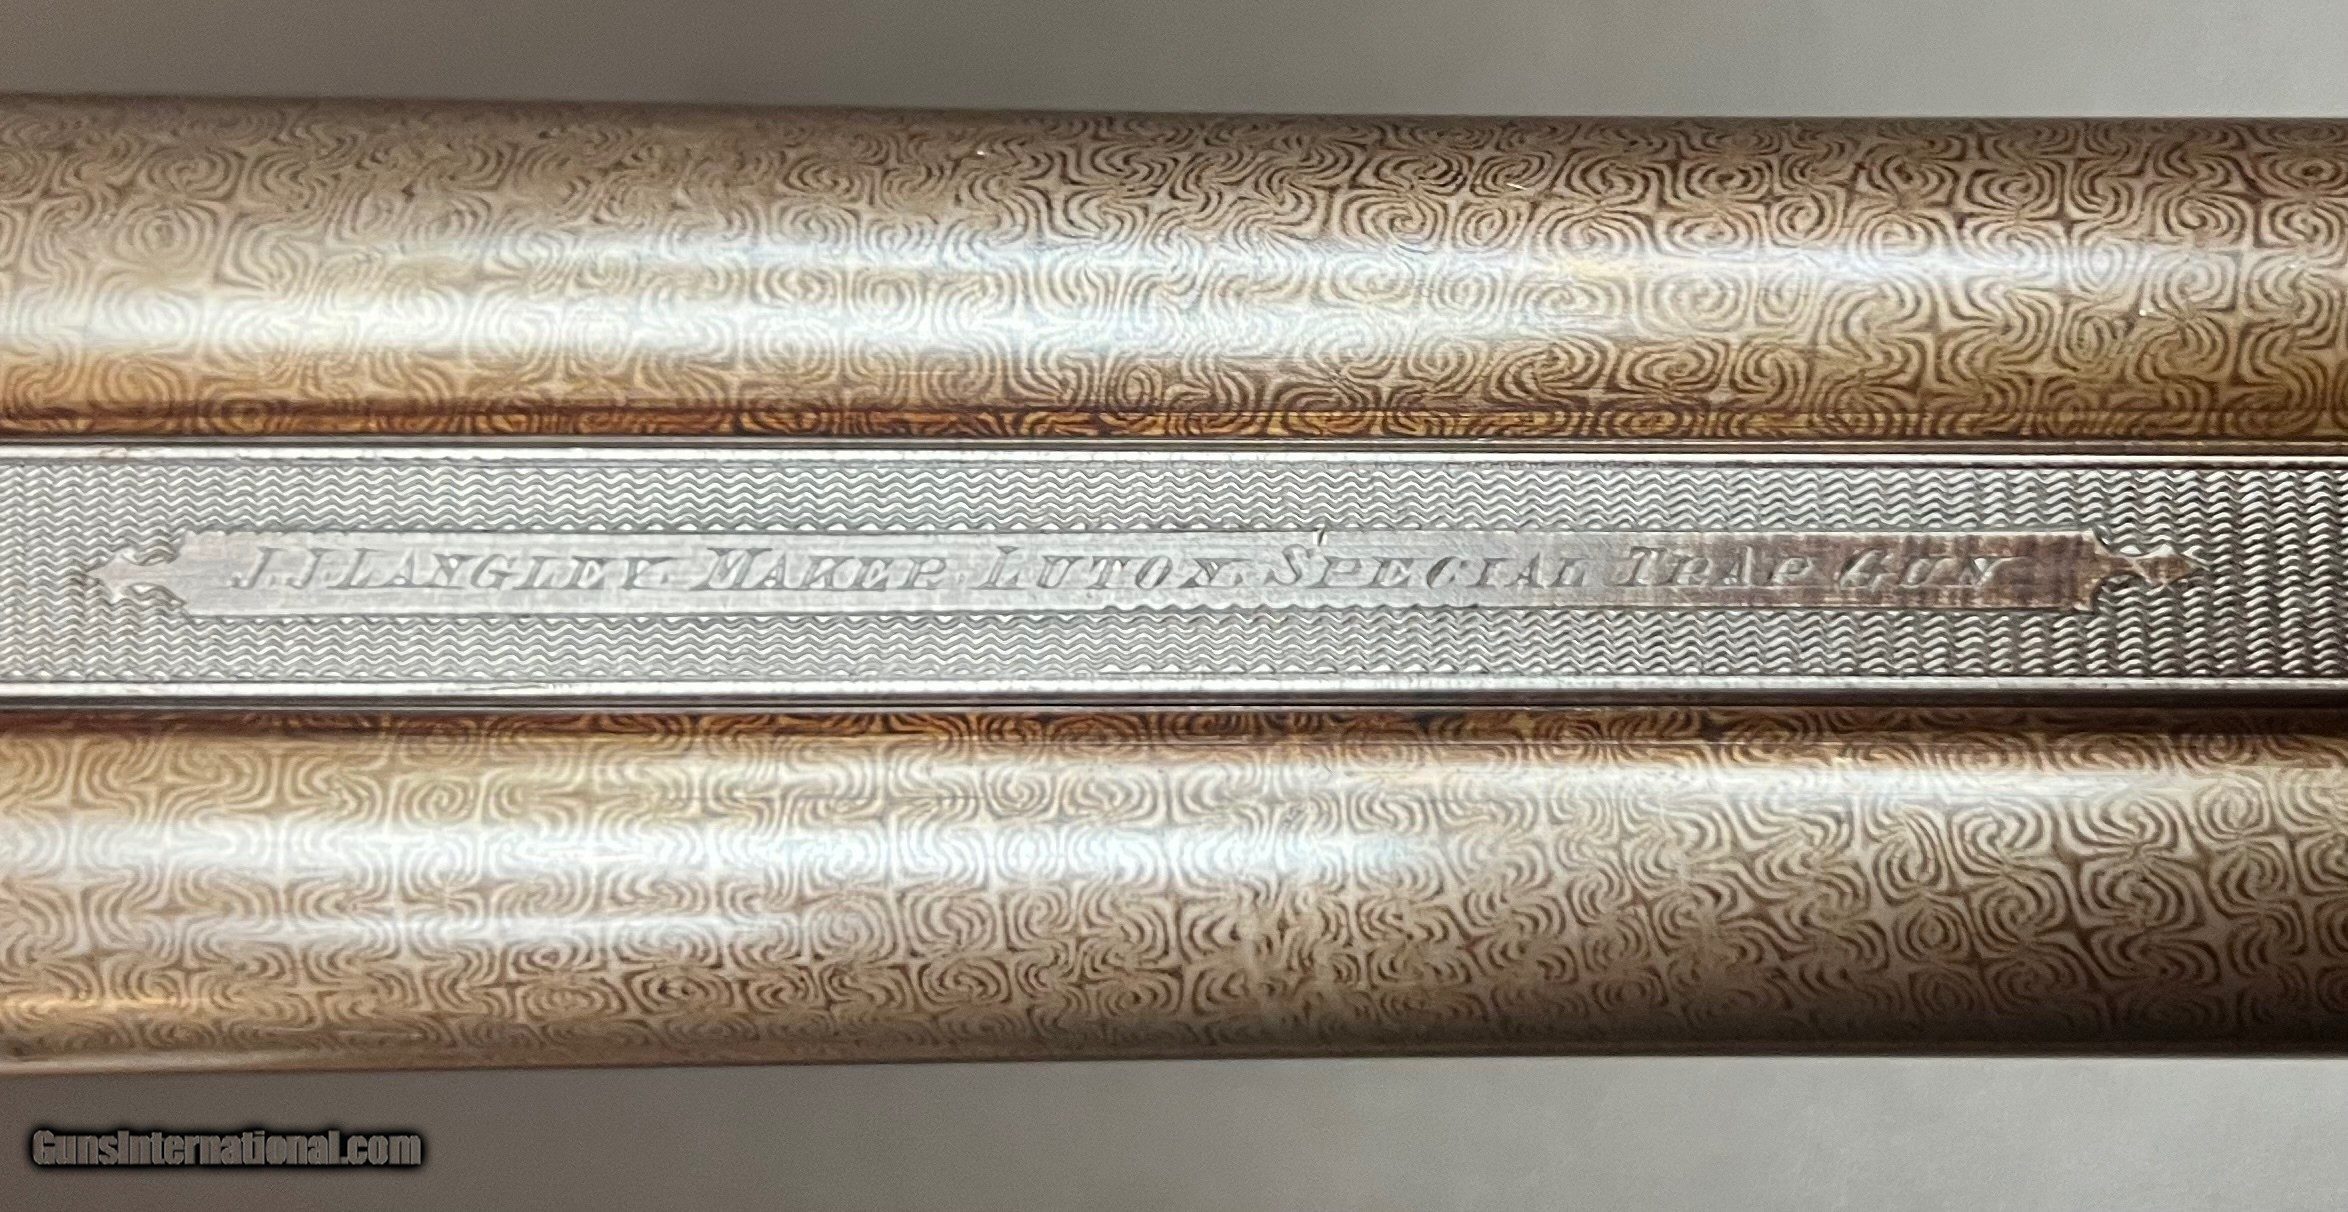 J.J. LANGLEY. MAKER. LUTON. SPECIAL TRAP GUN
GunsInternational.com